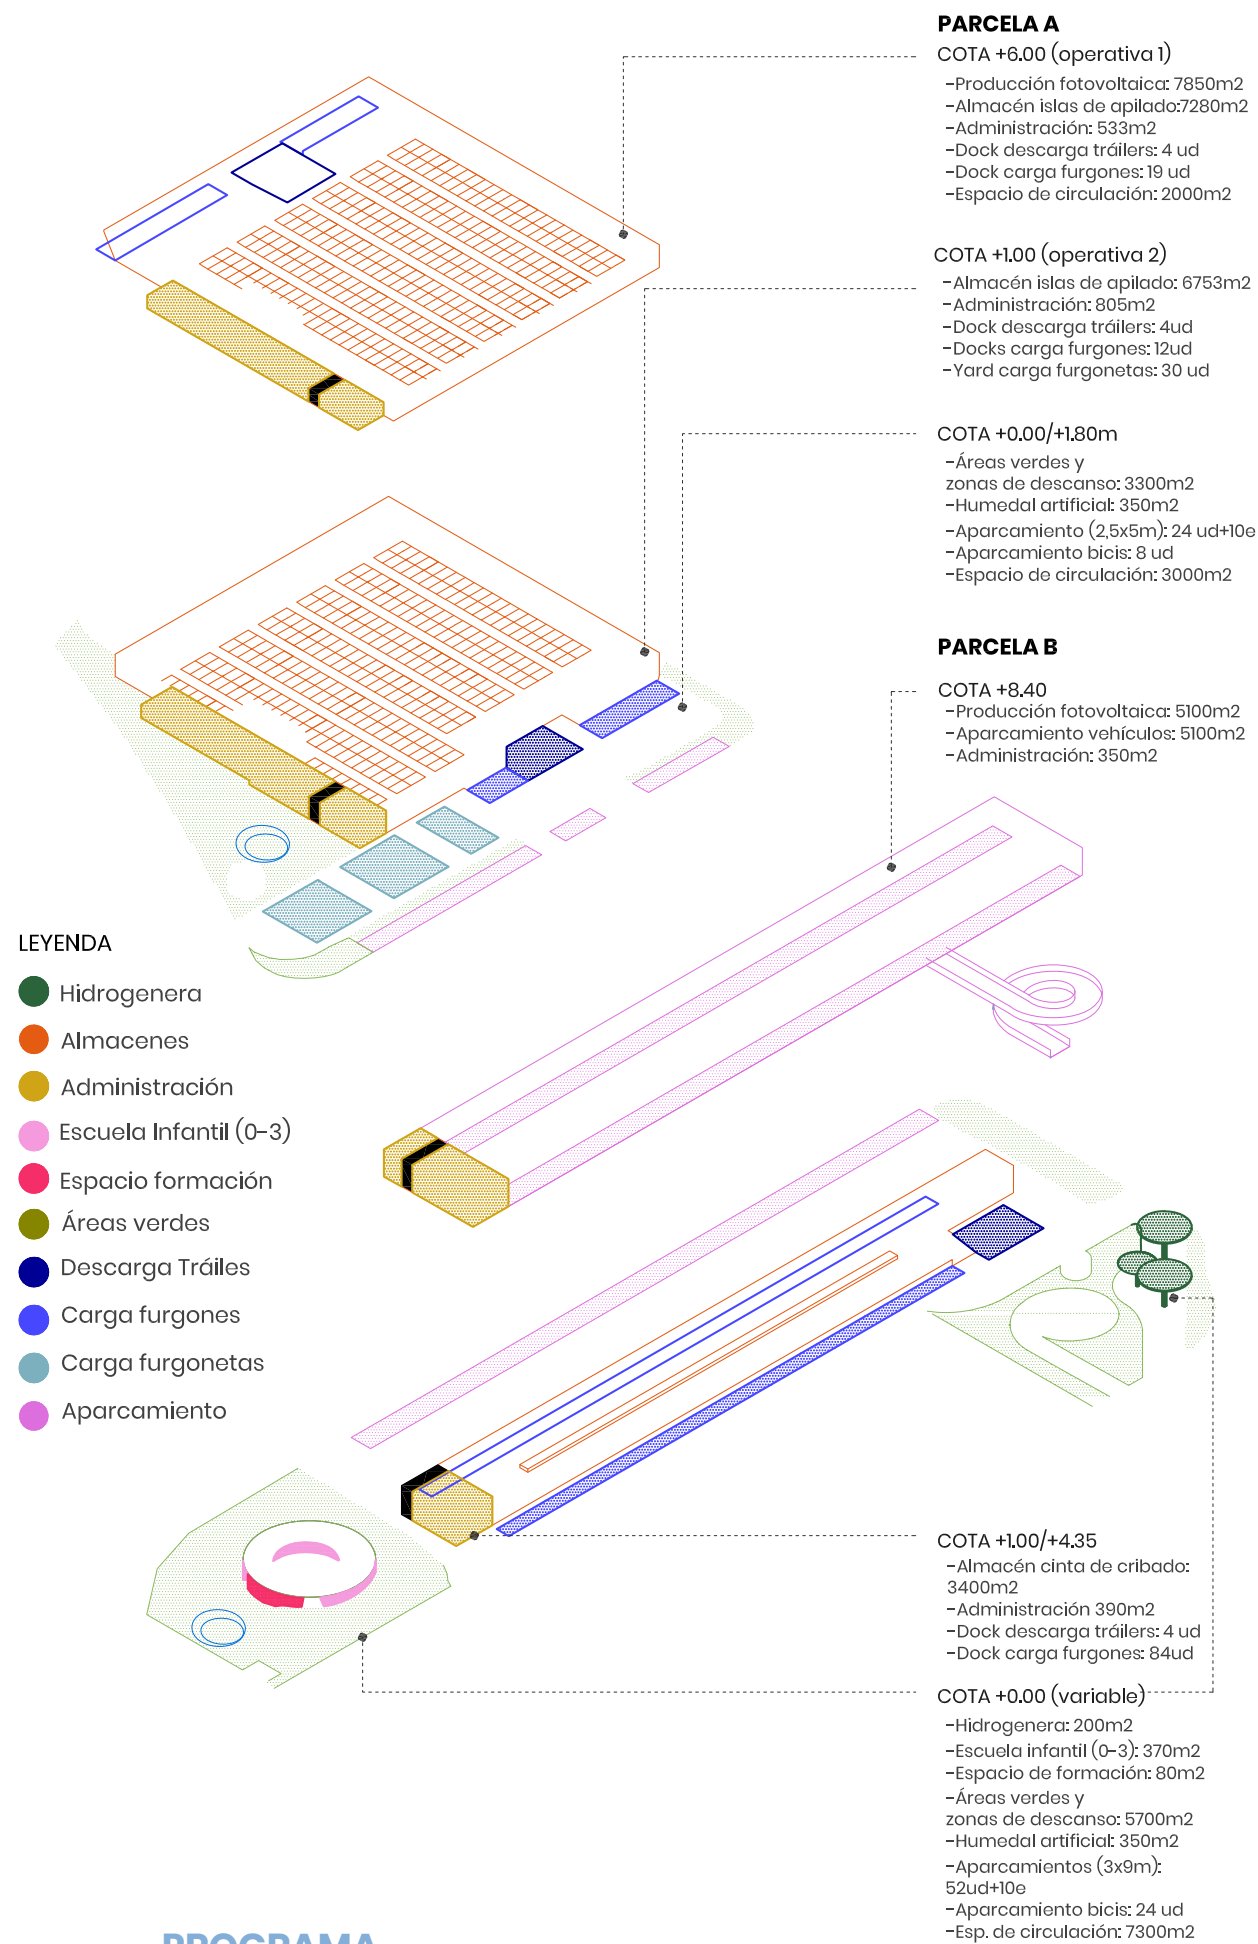 PARCELA A
COTA +6.00 (operativa 1)
-Producción fotovoltaica: 7850m2
-Almacén islas de apilado:7280m2
-Administración: 533m2
-Dock descarga tráilers: 4 ud
-Dock carga furgones: 19 ud
-Espacio de circulación: 2000m2
COTA +1.00 (operativa 2)
-Almacén islas de apilado: 6753m2
-Administración: 805m2
-Dock descarga tráilers: 4ud
-Docks carga furgones: 12ud
-Yard carga furgonetas: 30 ud
COTA +0.00/+1.80m
-Áreas verdes y
zonas de descanso: 3300m2
-Humedal artificial: 350m2
-Aparcamiento (2,5x5m): 24 ud+10e
-Aparcamiento bicis: 8 ud
-Espacio de circulación: 3000m2
PARCELA B
COTA +8.40
-Producción fotovoltaica: 5100m2
-Aparcamiento vehículos: 5100m2
-Administración: 350m2
LEYENDA
Hidrogenera
Almacenes
Administración
Escuela Infantil (0-3)
Espacio formación
Áreas verdes
Descarga Tráiles
Carga furgones
Carga furgonetas
Aparcamiento
COTA +1.00/+4.35
-Almacén cinta de cribado:
3400m2
-Administración 390m2
-Dock descarga tráilers: 4 ud
-Dock carga furgones: 84ud
COTA +0.00 (variable)
-Hidrogenera: 200m2
-Escuela infantil (0-3): 370m2
-Espacio de formación: 80m2
-Áreas verdes y
zonas de descanso: 5700m2
-Humedal artificial: 350m2
-Aparcamientos (3x9m):
52ud+10e
-Aparcamiento bicis: 24 ud
-Esp. de circulación: 7300m2
PROGRAMA